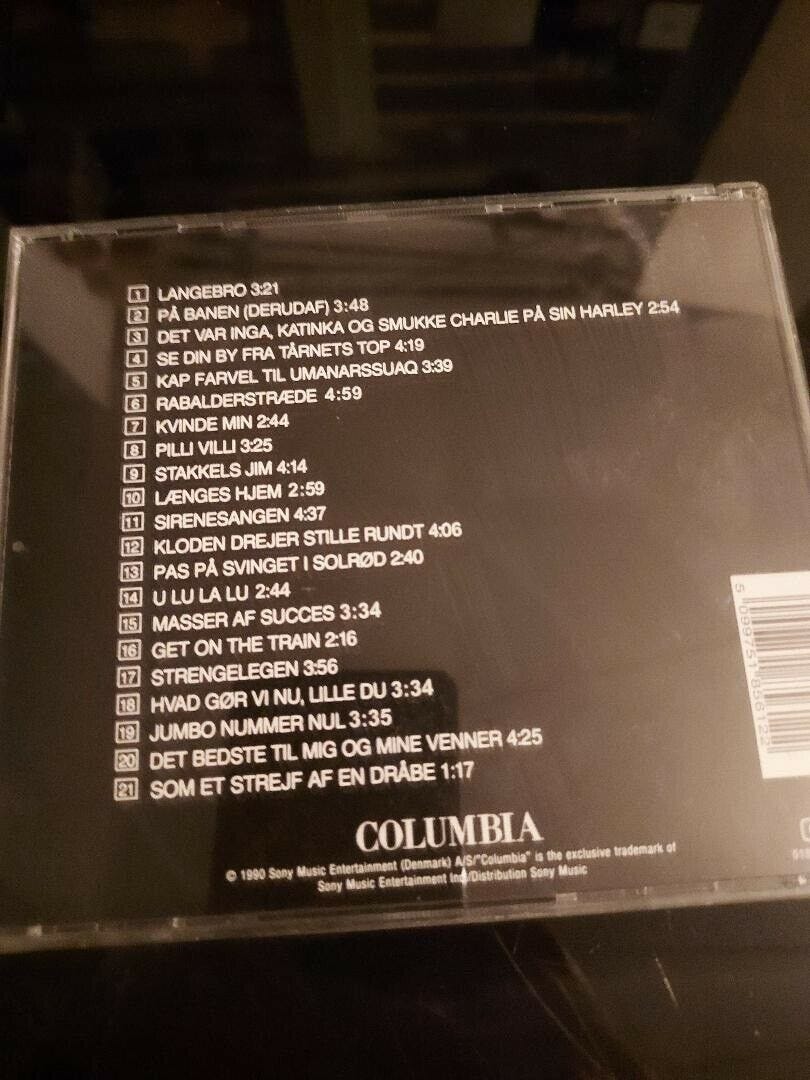 1 LANGEBRO 3:21
2 PÅ BANEN (DERUDAF) 3:48
3 DET VAR INGA, KATINKA OG SMUKKE CHARLIE PÅ SIN HARLEY 2:54
4 SE DIN BY FRA TÅRNETS TOP 4:19
5 KAP FARVEL TIL UMANARSSUAQ 3:39
6 RABALDERSTRÆDE 4:59
7 KVINDE MIN 2:44
8 PILLI VILLI 3:25
9 STAKKELS JIM 4:14
10 LÆNGES HJEM 2:59
11 SIRENESANGEN 4:37
12 KLODEN DREJER STILLE RUNDT 4:06
13 PAS PÅ SVINGET I SOLRØD 2:40
14 U LU LA LU 2:44
15 MASSER AF SUCCES 3:34
16 GET ON THE TRAIN 2:16
17 STRENGELEGEN 3:56
18 HVAD GØR VI NU, LILLE DU 3:34
19 JUMBO NUMMER NUL 3:35
20 DET BEDSTE TIL MIG OG MINE VENNER 4:25
21 SOM ET STREJF AF EN DRÅBE 1:17
5 099751 856122
COLUMBIA
© 1990 Sony Music Entertainment (Denmark) A/S/"Columbia" is the exclusive trademark of
Sony Music Entertainment Inc/Distribution Sony Music